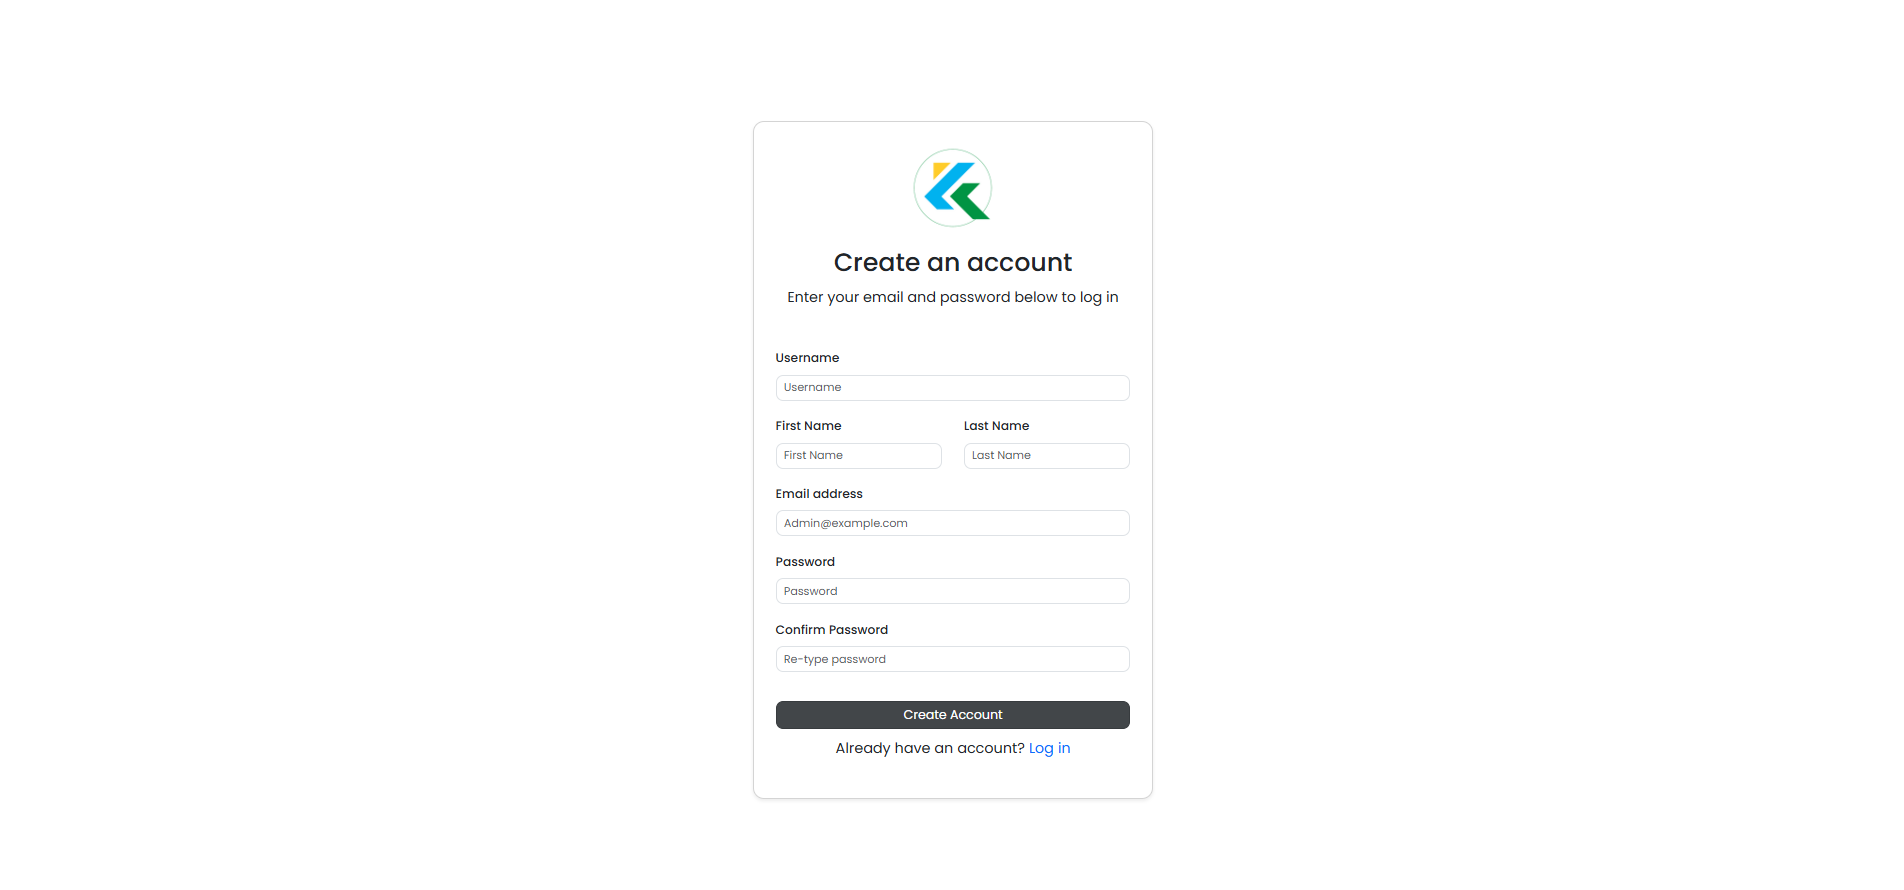 Create an account
Enter your email and password below to log in
Username
Username
First Name
Last Name
First Name
Last Name
Email address
Admin@example.com
Password
Password
Confirm Password
Re-type password
Create Account
Already have an account? Log in